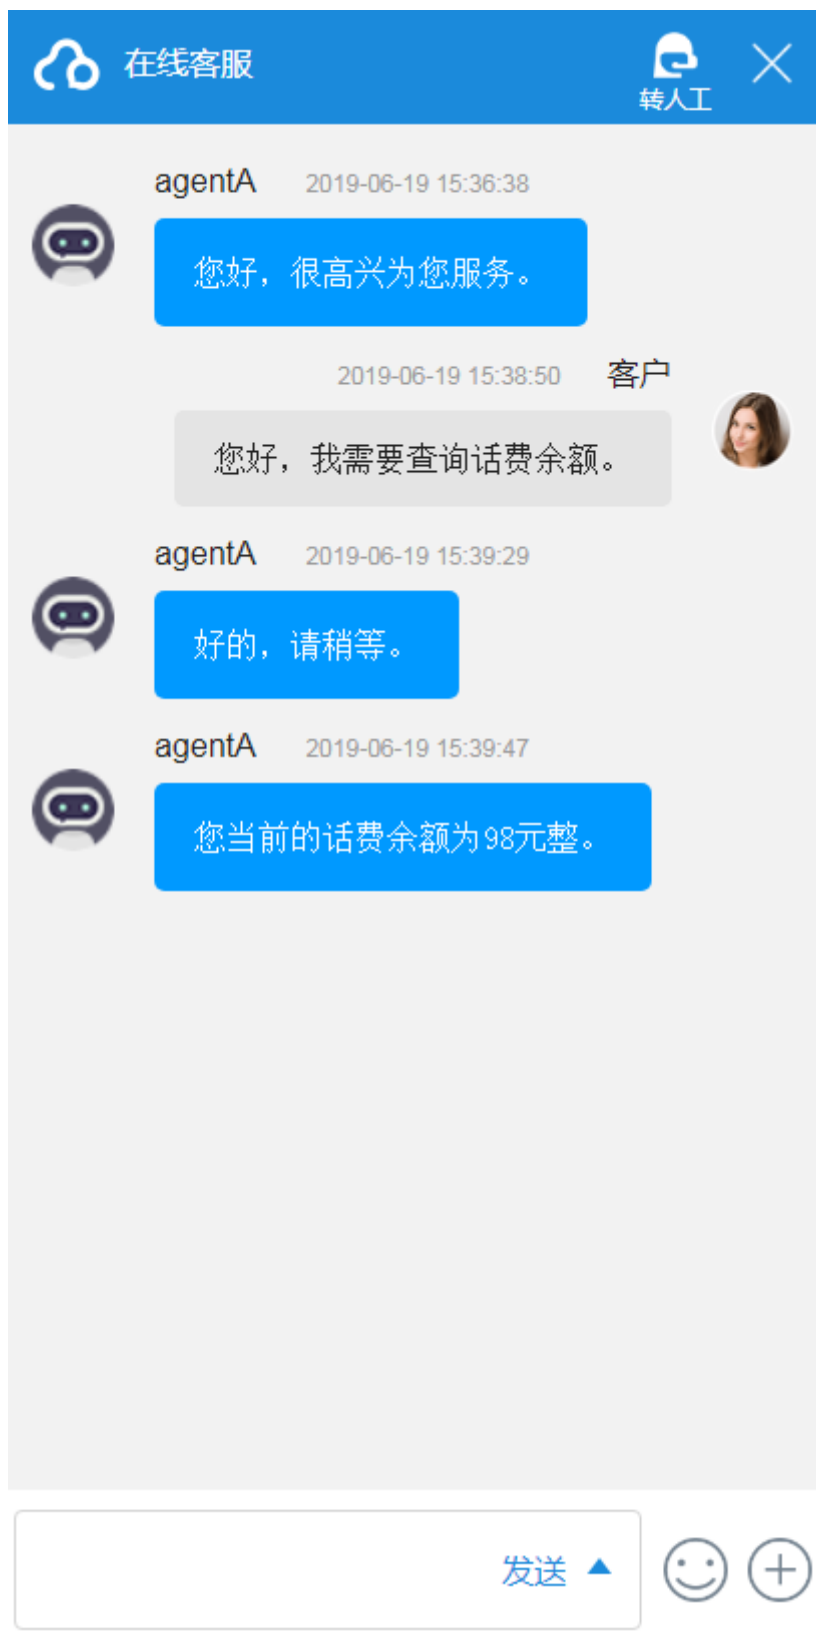 在线客服
转人工
agentA 2019-06-19 15:36:38
您好，很高兴为您服务。
2019-06-19 15:38:50 客户
您好，我需要查询话费余额。
agentA 2019-06-19 15:39:29
好的，请稍等。
agentA 2019-06-19 15:39:47
您当前的话费余额为98元整。
发送